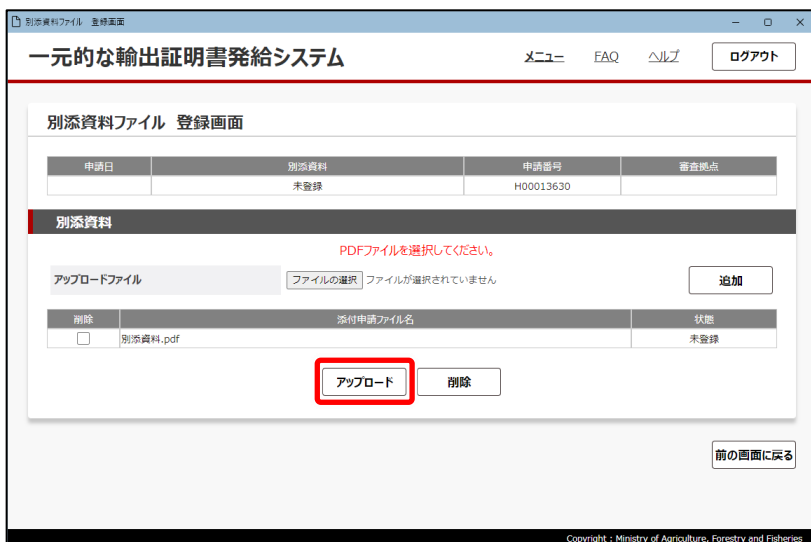 別添資料ファイル 登録画面
一元的な輸出証明書発給システム
メニュー FAQ ヘルプ ログアウト
別添資料ファイル 登録画面
申請日 別添資料 申請番号 審査拠点
未登録 H00013630
別添資料
PDFファイルを選択してください。
アップロードファイル ファイルの選択 ファイルが選択されていません 追加
削除 添付申請ファイル名 状態
別添資料.pdf 未登録
アップロード 削除
前の画面に戻る
Copyright : Ministry of Agriculture, Forestry and Fisheries